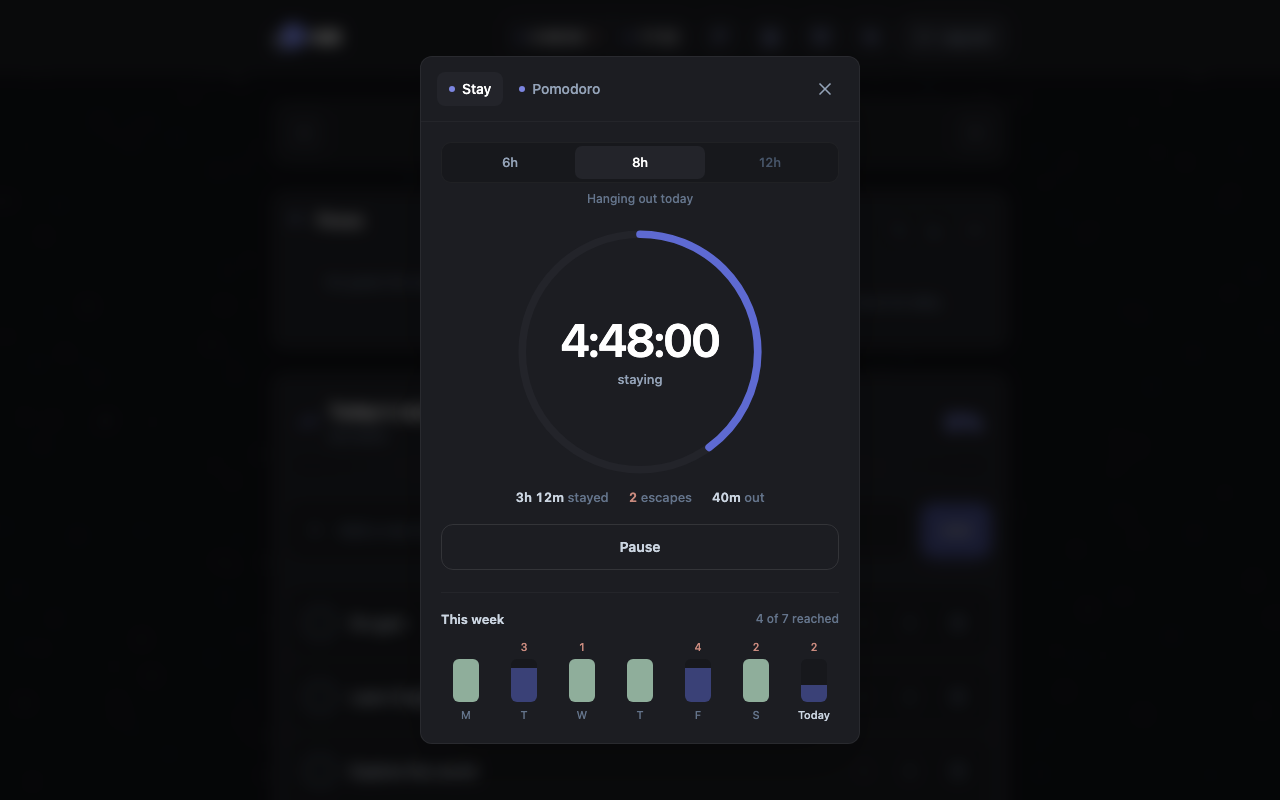 Stay Pomodoro
6h 8h 12h
Hanging out today
4:48:00
staying
3h 12m stayed 2 escapes 40m out
Pause
This week 4 of 7 reached
3 1 4 2 2
M T W T F S Today